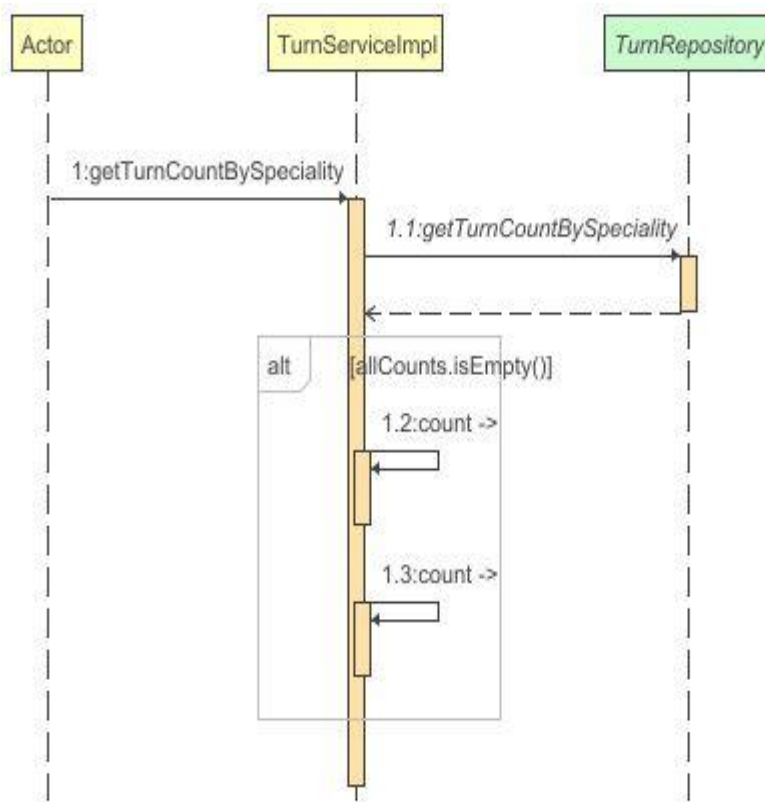 Actor
TurnServiceImpl
TurnRepository
1:getTurnCountBySpeciality
1.1:getTurnCountBySpeciality
alt
[allCounts.isEmpty()]
1.2:count ->
1.3:count ->